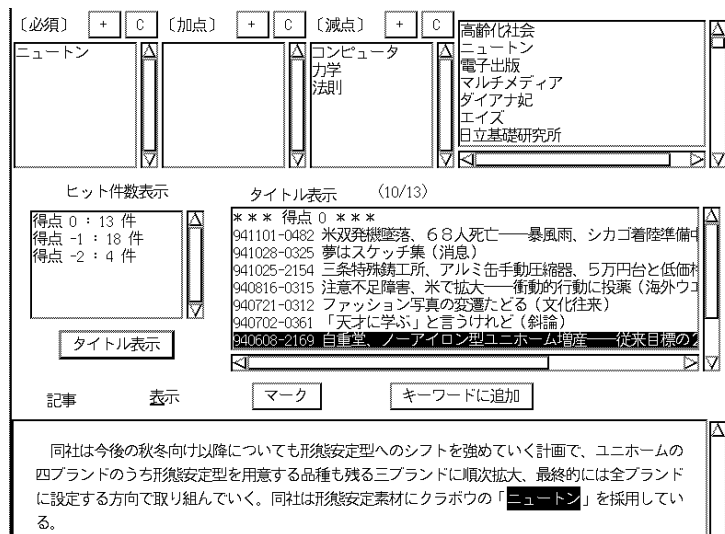 〔必須〕 + C 〔加点〕 + C 〔減点〕 + C
ニュートン
コンピュータ
力学
法則
高齢化社会
ニュートン
電子出版
マルチメディア
ダイアナ妃
エイズ
日立基礎研究所
ヒット件数表示
得点 0 : 13 件
得点 -1 : 18 件
得点 -2 : 4 件
タイトル表示
タイトル表示 (10/13)
*** 得点 0 ***
941101-0482 米双発機墜落、68人死亡――暴風雨、シカゴ着陸準備中
941028-0325 夢はスケッチ集(消息)
941025-2154 三条特殊鋳工所、アルミ缶手動圧縮器、5万円台と低価格
940816-0315 注意不足障害、米で拡大――衝動的行動に投薬(海外ウエ
940721-0312 ファッション写真の変遷たどる(文化往来)
940702-0361 「天才に学ぶ」と言うけれど(斜論)
940608-2169 自重堂、ノーアイロン型ユニホーム増産――従来目標の2
記事 表示 マーク キーワードに追加
同社は今後の秋冬向け以降についても形態安定型へのシフトを強めていく計画で、ユニホームの
四ブランドのうち形態安定型を用意する品種も残る三ブランドに順次拡大、最終的には全ブランド
に設定する方向で取り組んでいく。同社は形態安定素材にクラボウの「ニュートン」を採用してい
る。